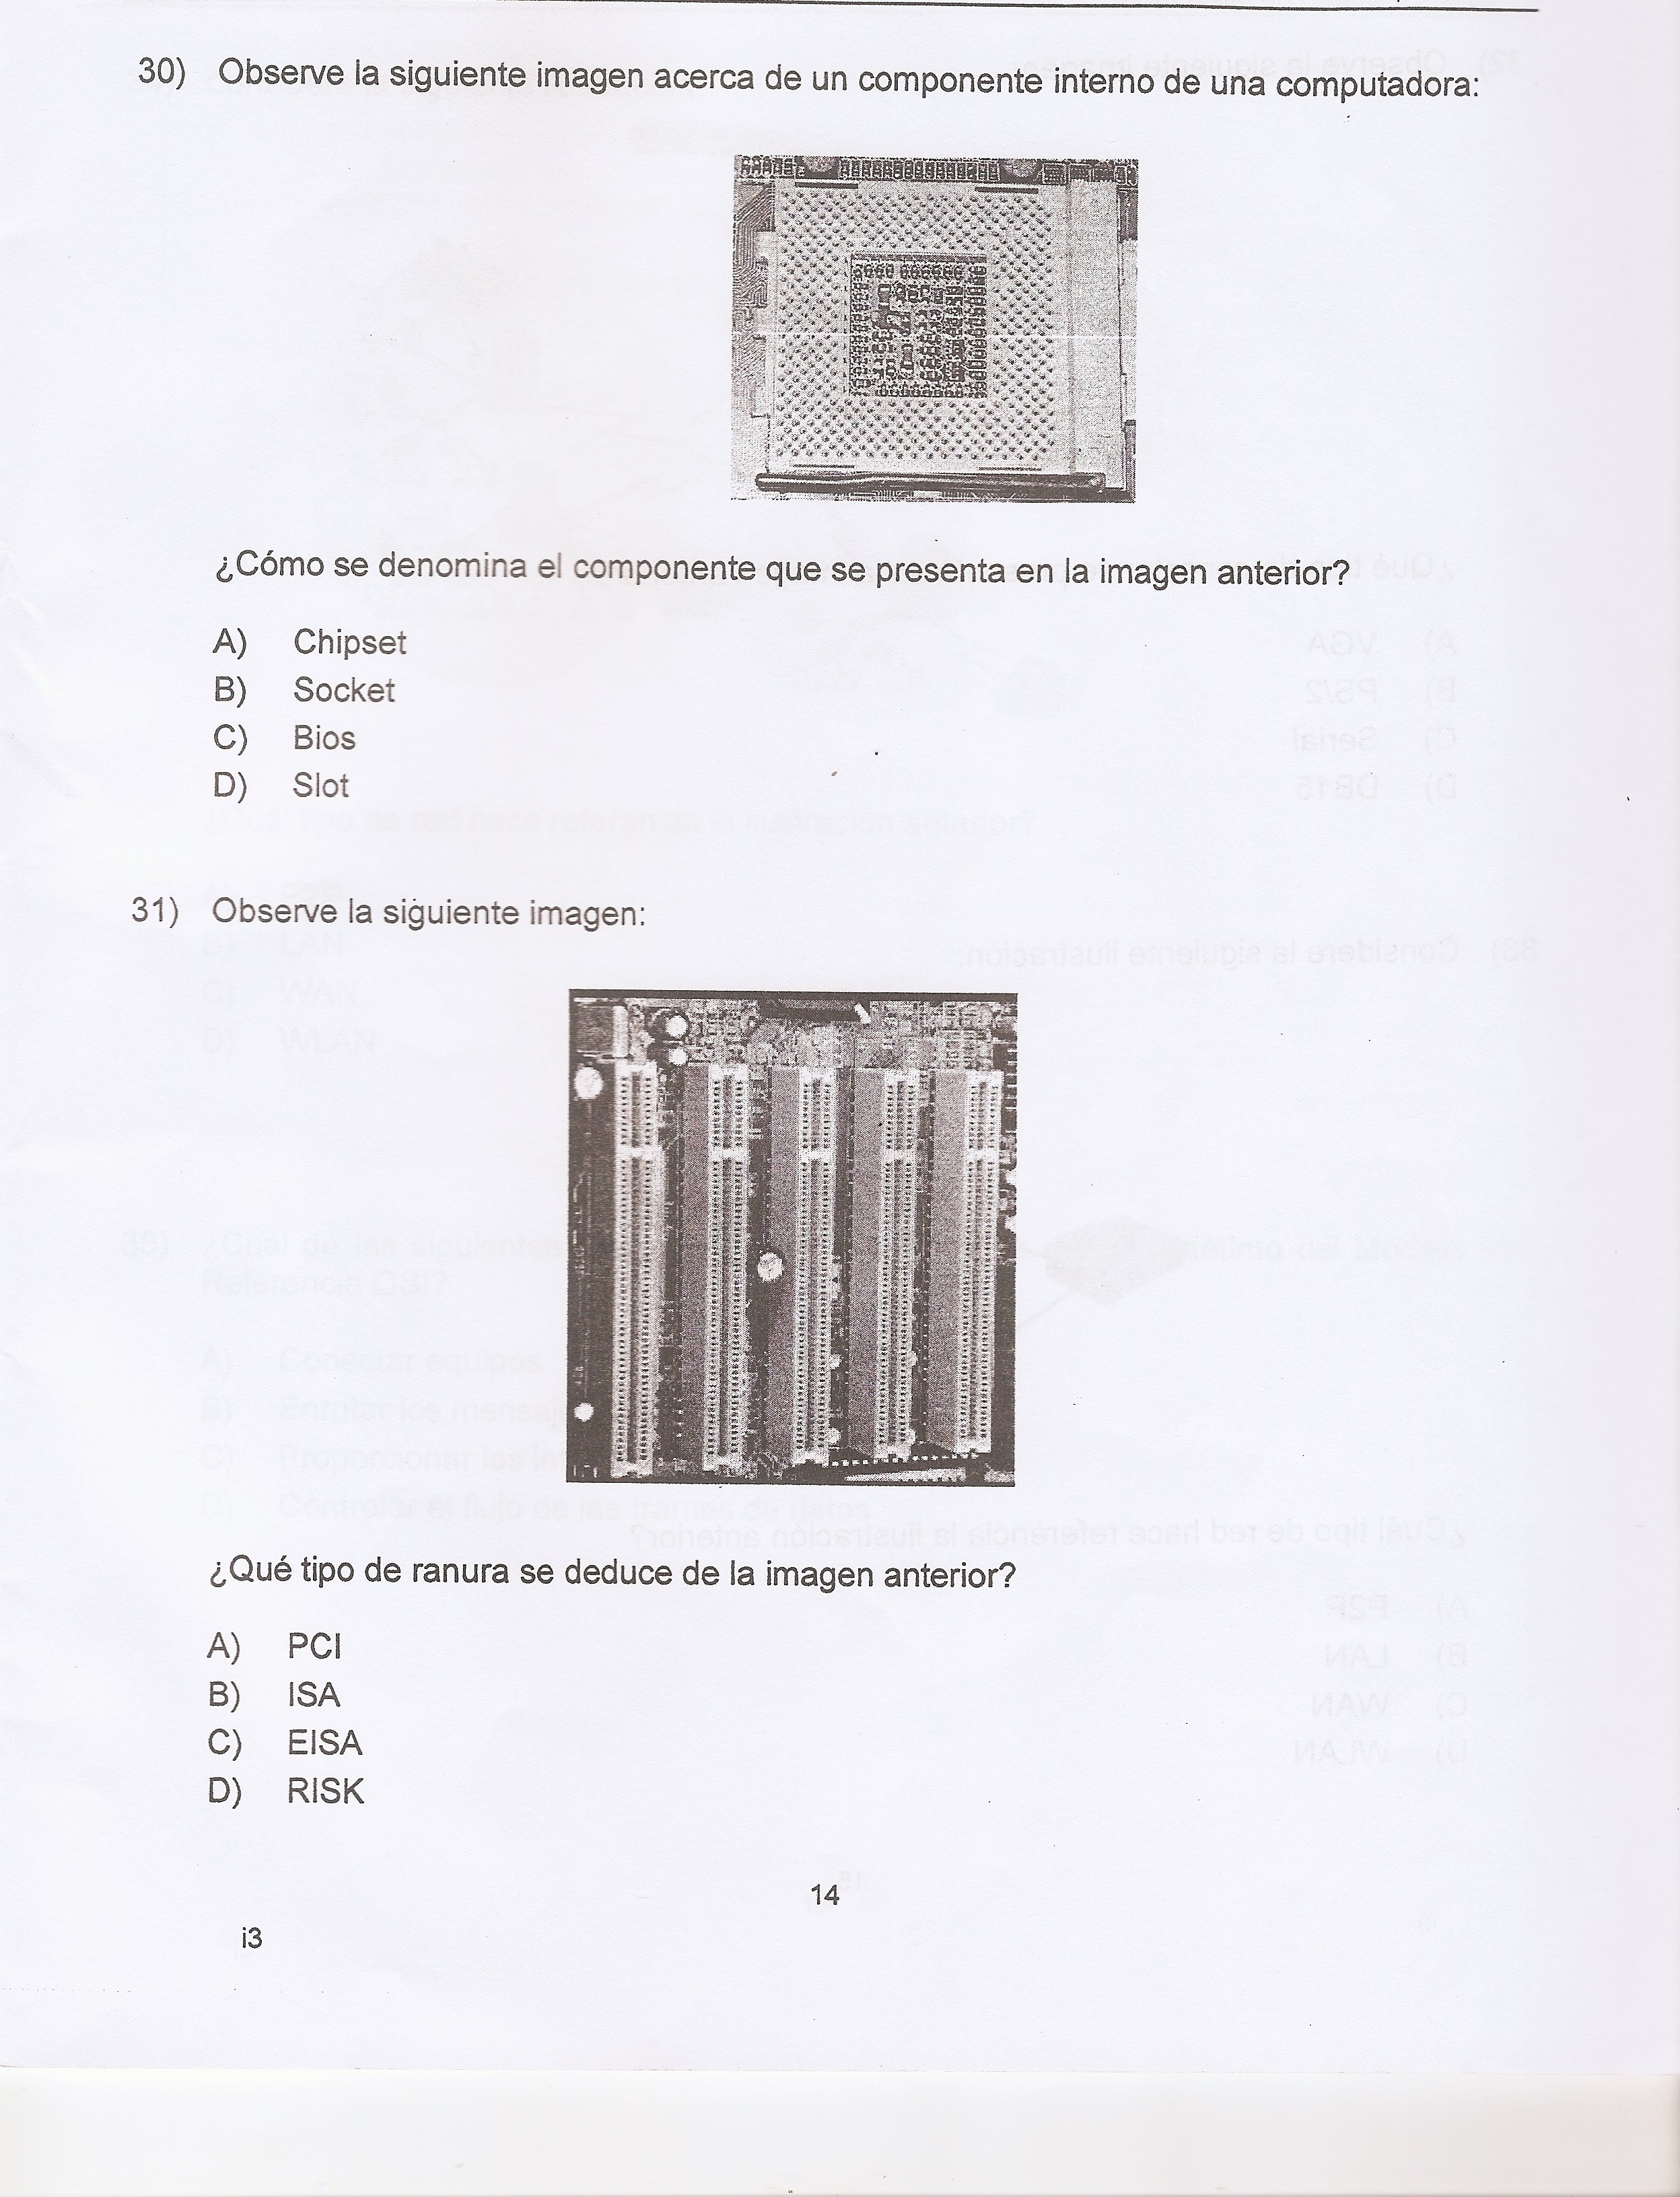 30) Observe la siguiente imagen acerca de un componente interno de una computadora:
¿Cómo se denomina el componente que se presenta en la imagen anterior?
A) Chipset
B) Socket
C) Bios
D) Slot
31) Observe la siguiente imagen:
¿Qué tipo de ranura se deduce de la imagen anterior?
A) PCI
B) ISA
C) EISA
D) RISK
14
i3